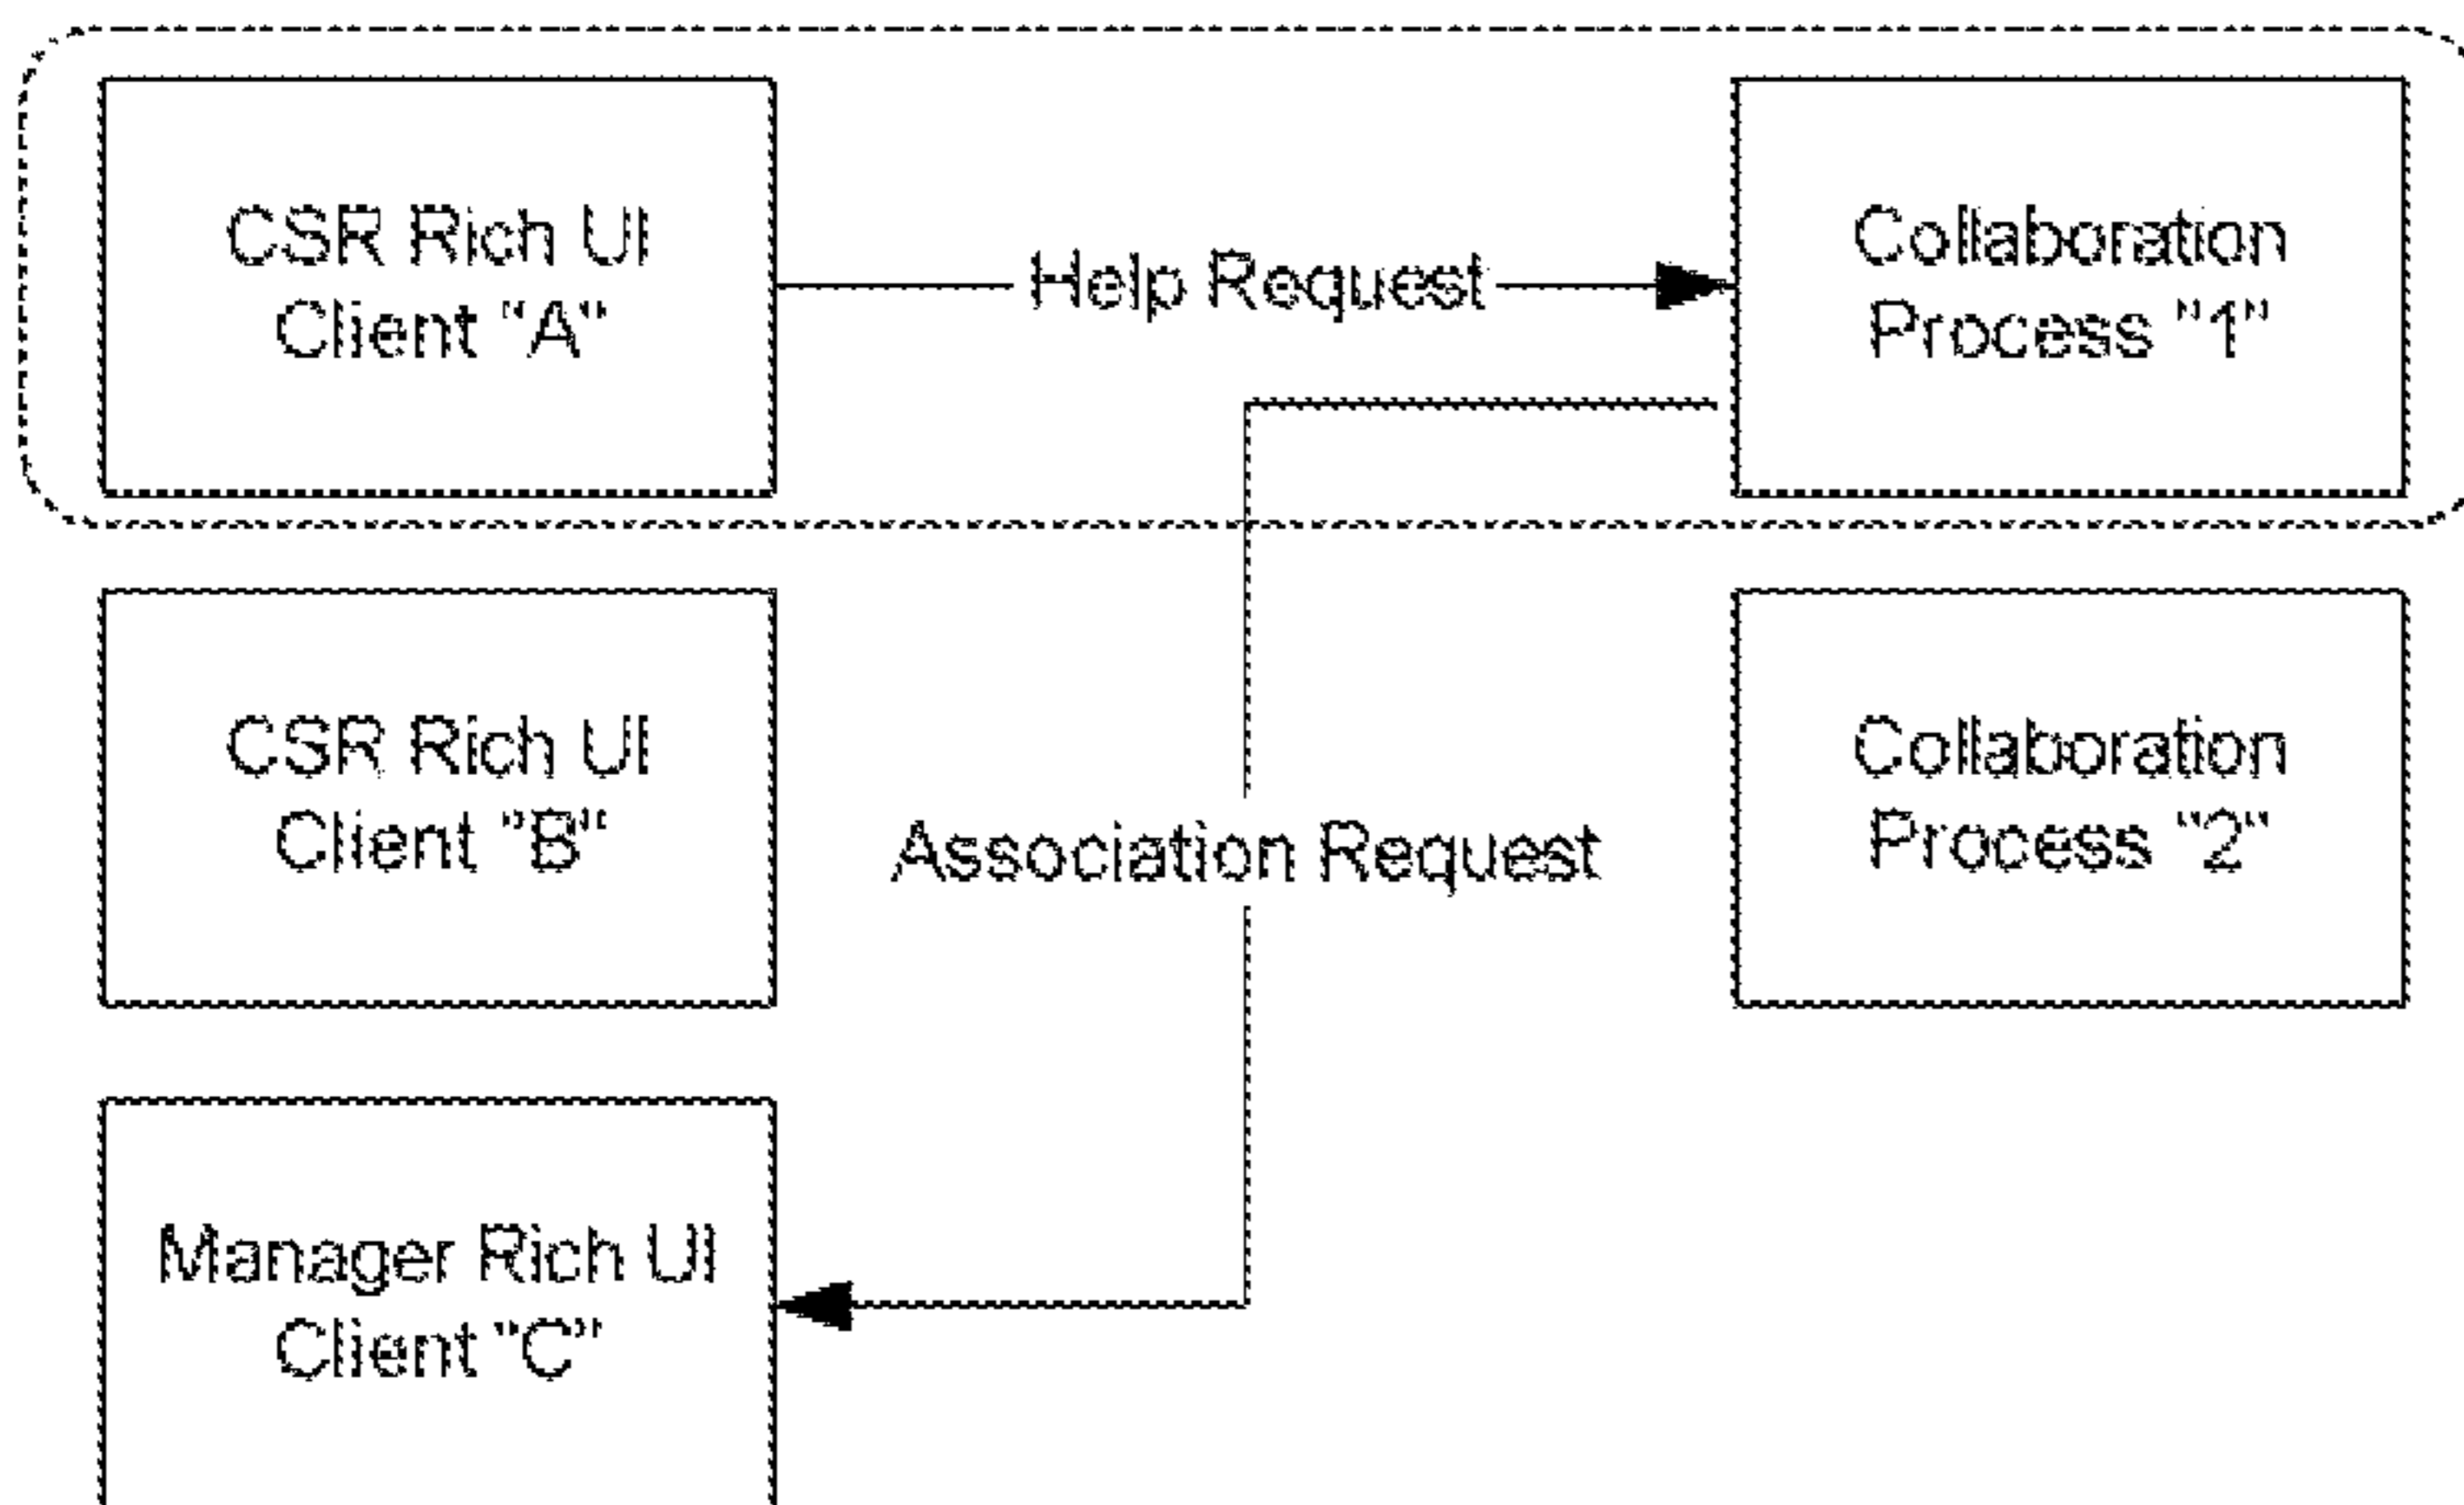 CSR Rich UI
Client "A"
Help Request
Collaboration
Process "1"
CSR Rich UI
Client "B"
Association Request
Collaboration
Process "2"
Manager Rich UI
Client "C"